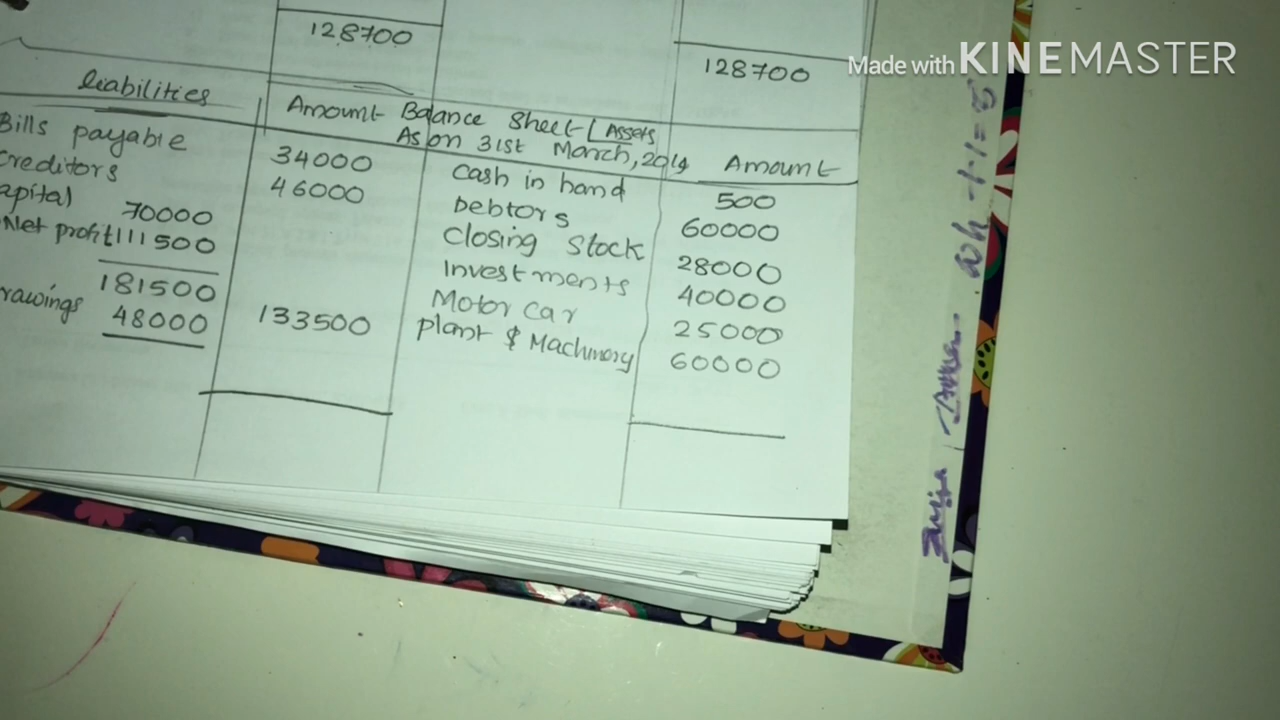 128700
128700
Made with KINEMASTER
liabilities Amount Balance Sheet Assets
As on 31st March, 2014 Amount
Bills payable 34000 Cash in hand 500
Creditors 46000 Debtors 60000
apital 70000 Closing Stock 28000
Net profit 111500 Investments 40000
181500 Motor car 25000
rawings 48000 133500 plant & Machinery 60000